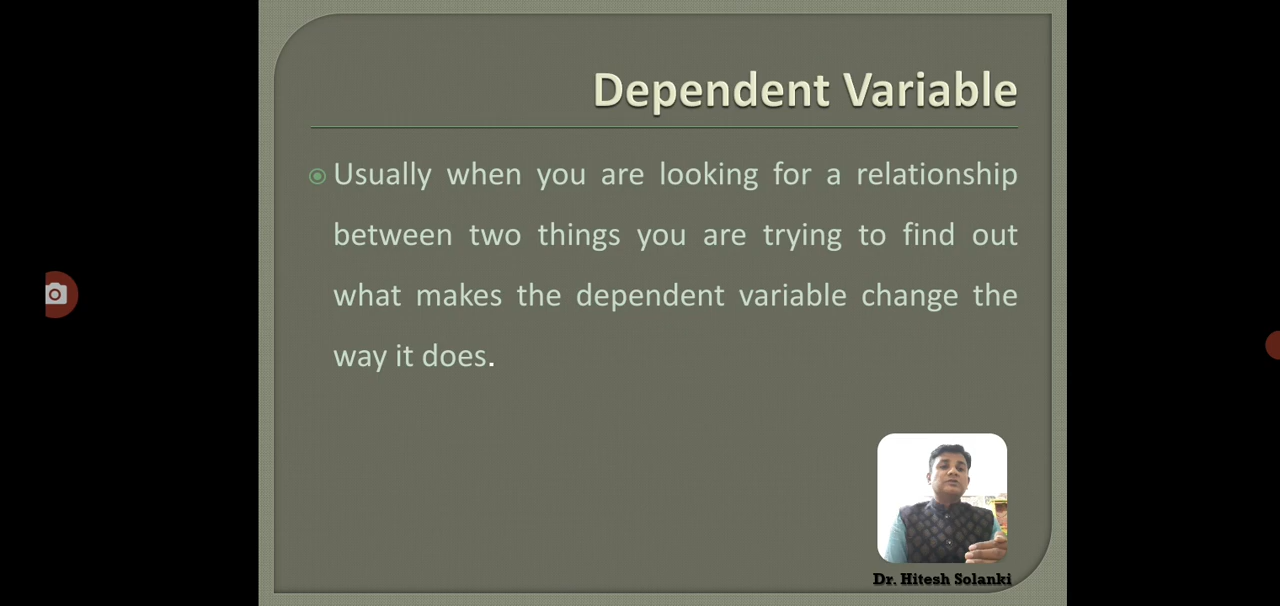 Dependent Variable
Usually when you are looking for a relationship
between two things you are trying to find out
what makes the dependent variable change the
way it does.
Dr. Hitesh Solanki